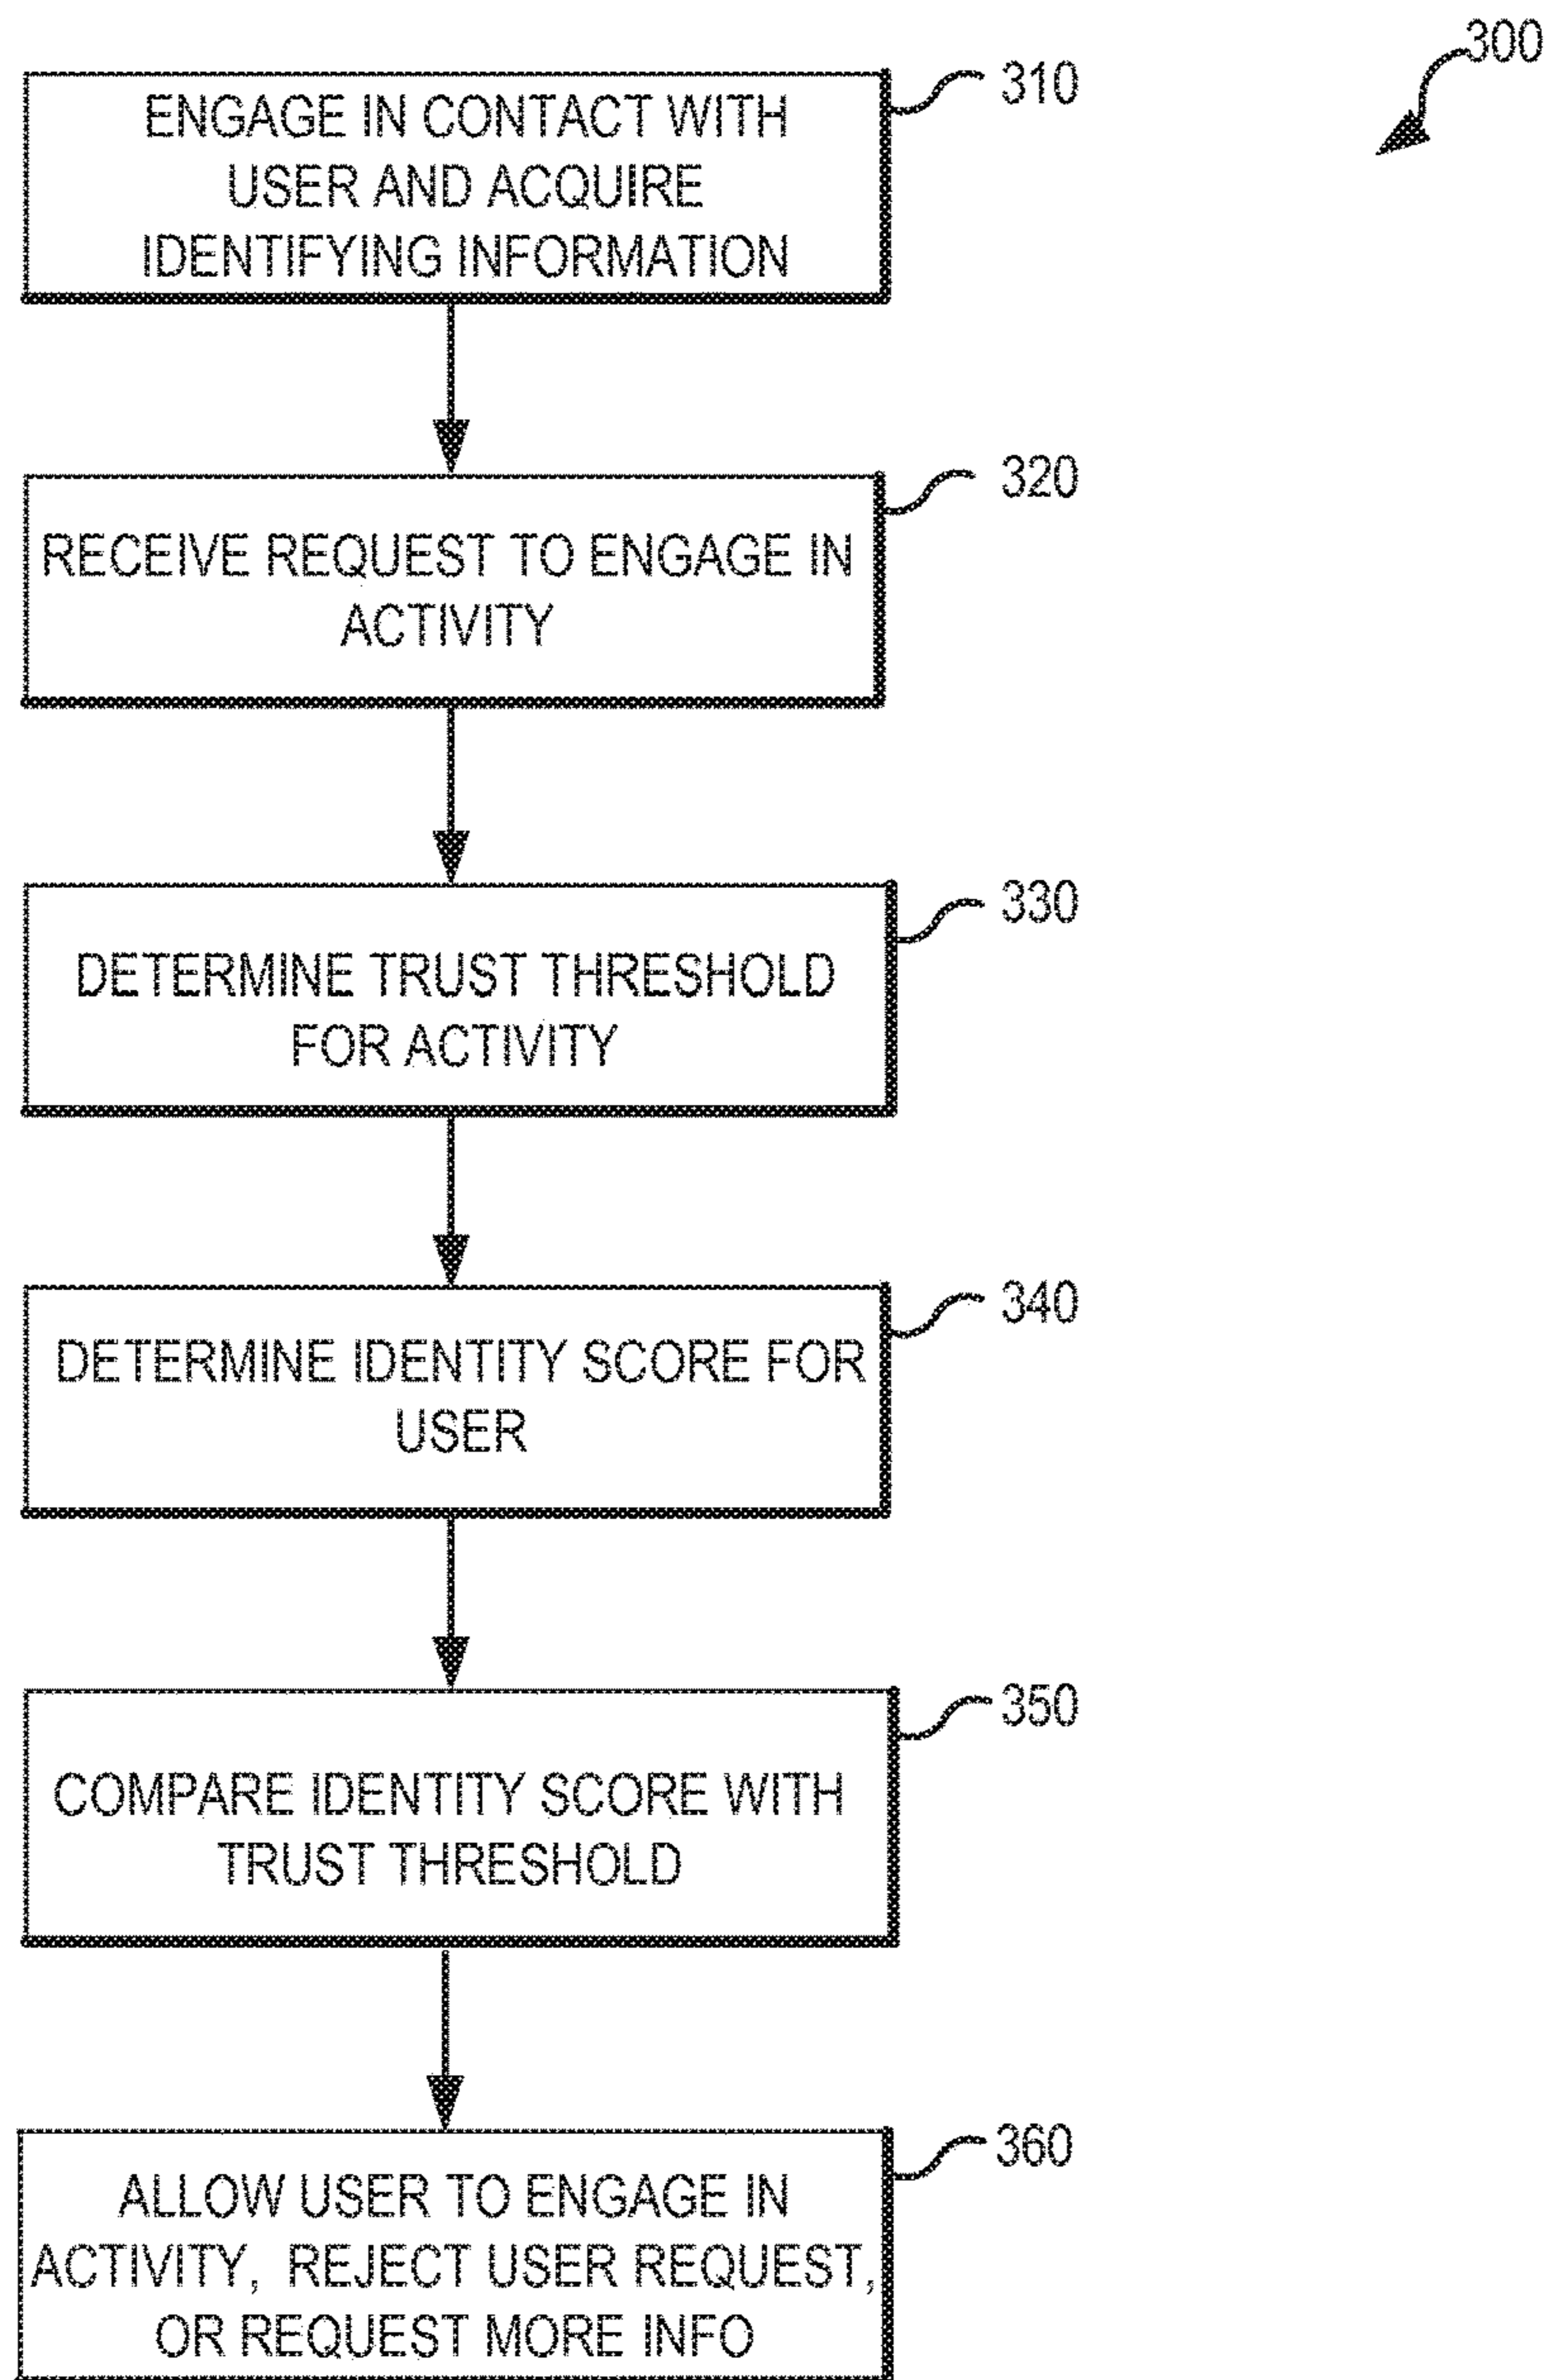 300
310
ENGAGE IN CONTACT WITH
USER AND ACQUIRE
IDENTIFYING INFORMATION
320
RECEIVE REQUEST TO ENGAGE IN
ACTIVITY
330
DETERMINE TRUST THRESHOLD
FOR ACTIVITY
340
DETERMINE IDENTITY SCORE FOR
USER
350
COMPARE IDENTITY SCORE WITH
TRUST THRESHOLD
360
ALLOW USER TO ENGAGE IN
ACTIVITY, REJECT USER REQUEST,
OR REQUEST MORE INFO